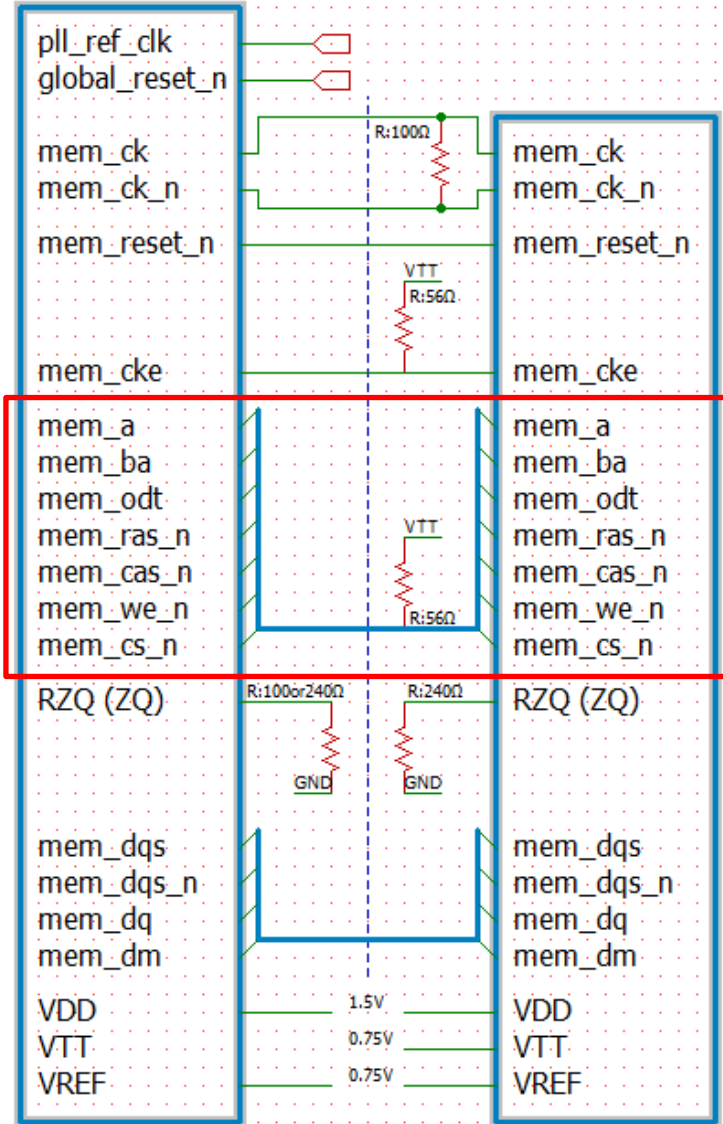 pll_ref_clk
global_reset_n
R:100Ω
mem_ck mem_ck
mem_ck_n mem_ck_n
mem_reset_n mem_reset_n
VTT
R:56Ω
mem_cke mem_cke
mem_a mem_a
mem_ba mem_ba
mem_odt mem_odt
VTT
mem_ras_n mem_ras_n
mem_cas_n mem_cas_n
mem_we_n R:56Ω mem_we_n
mem_cs_n mem_cs_n
RZQ (ZQ) R:100or240Ω R:240Ω RZQ (ZQ)
GND GND
mem_dqs mem_dqs
mem_dqs_n mem_dqs_n
mem_dq mem_dq
mem_dm mem_dm
VDD 1.5V VDD
VTT 0.75V VTT
VREF 0.75V VREF